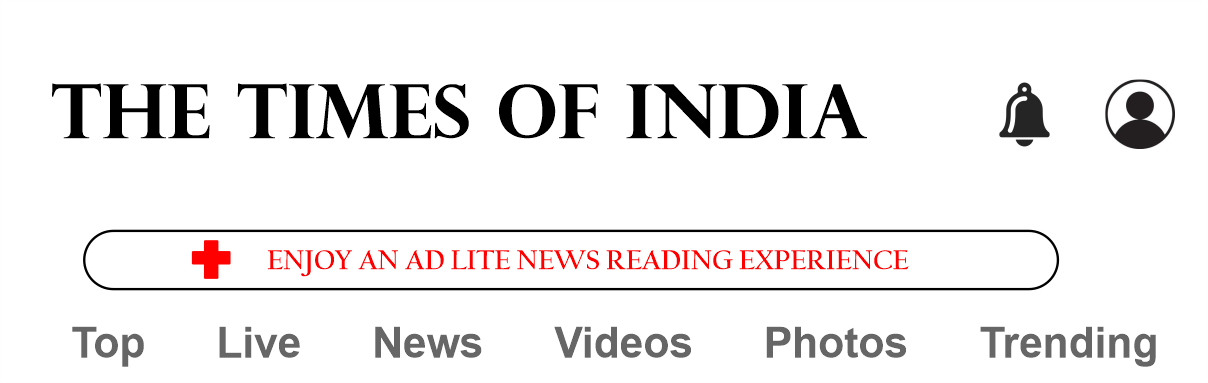 THE TIMES OF INDIA
ENJOY AN AD LITE NEWS READING EXPERIENCE
Top Live News Videos Photos Trending